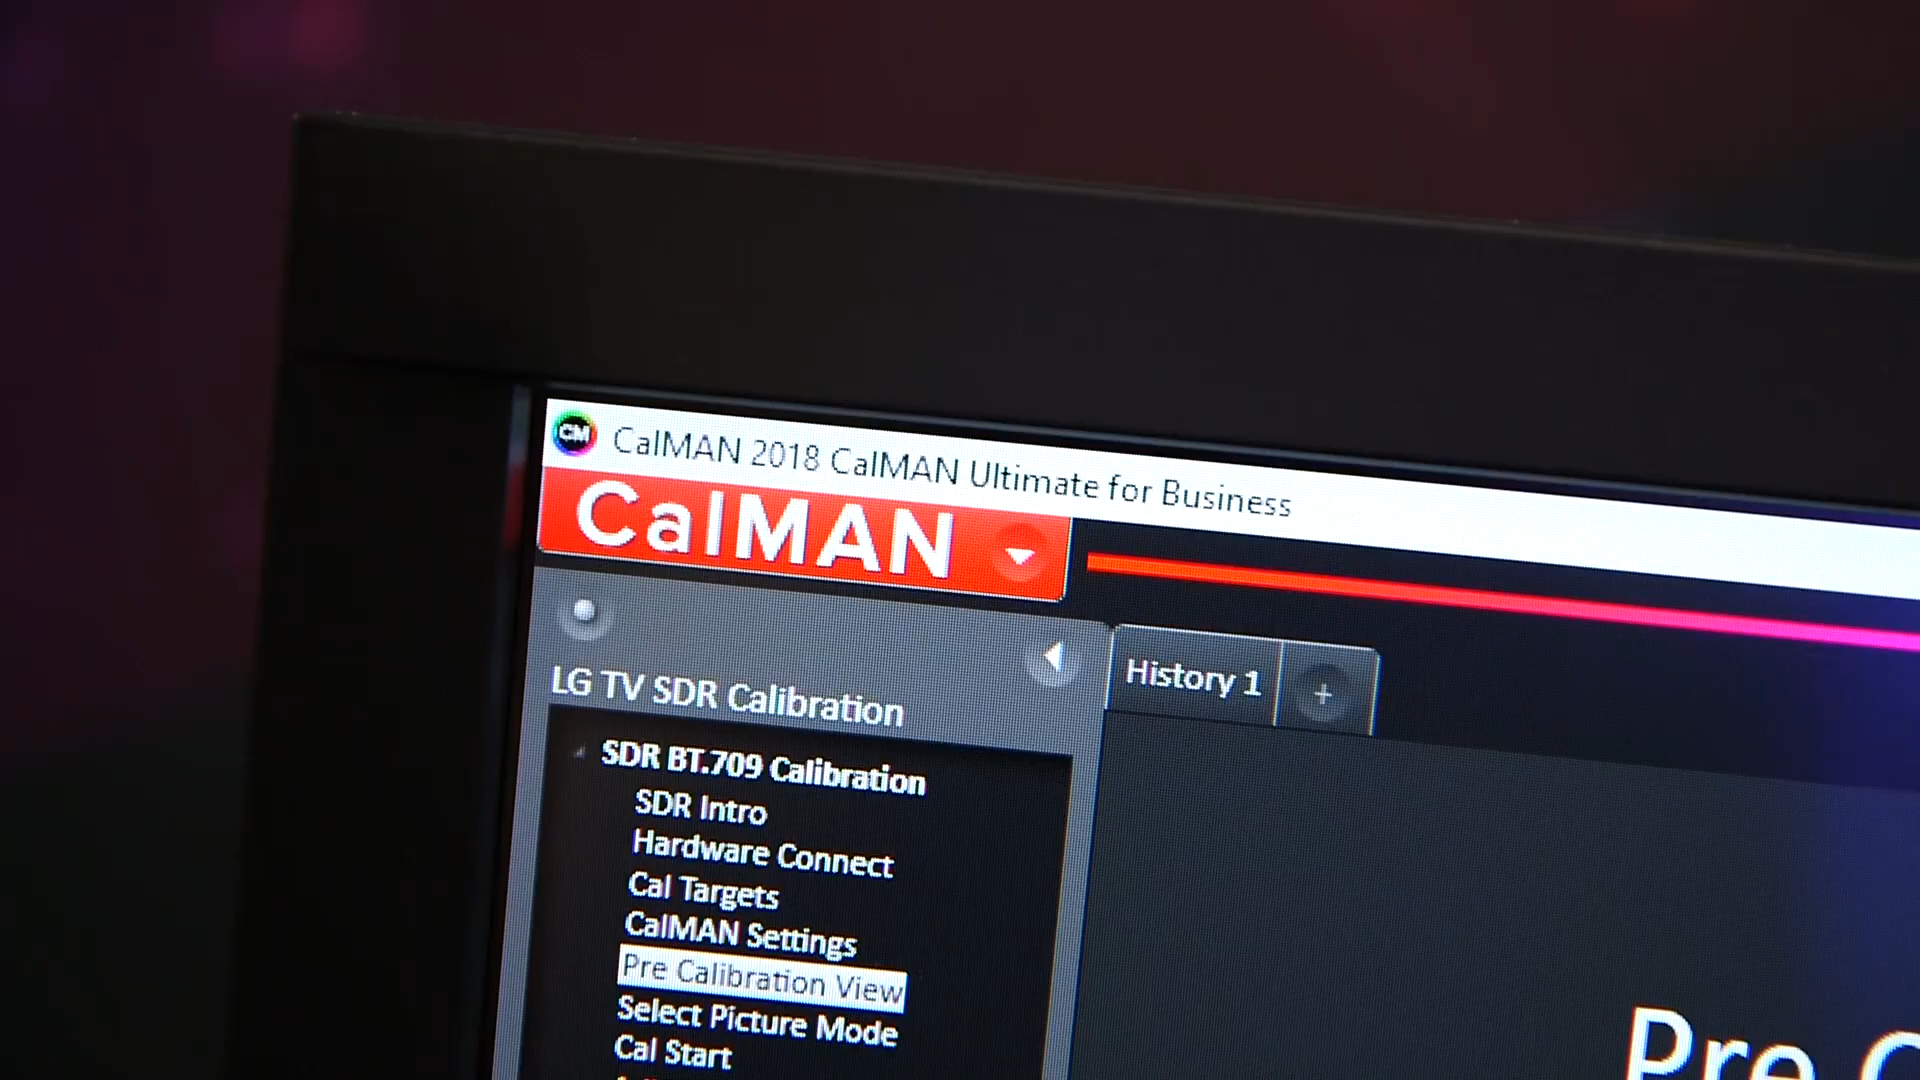 CM CalMAN 2018 CalMAN Ultimate for Business
CalMAN
History 1 +
LG TV SDR Calibration
SDR BT.709 Calibration
SDR Intro
Hardware Connect
Cal Targets
CalMAN Settings
Pre Calibration View
Select Picture Mode
Cal Start
Pre C